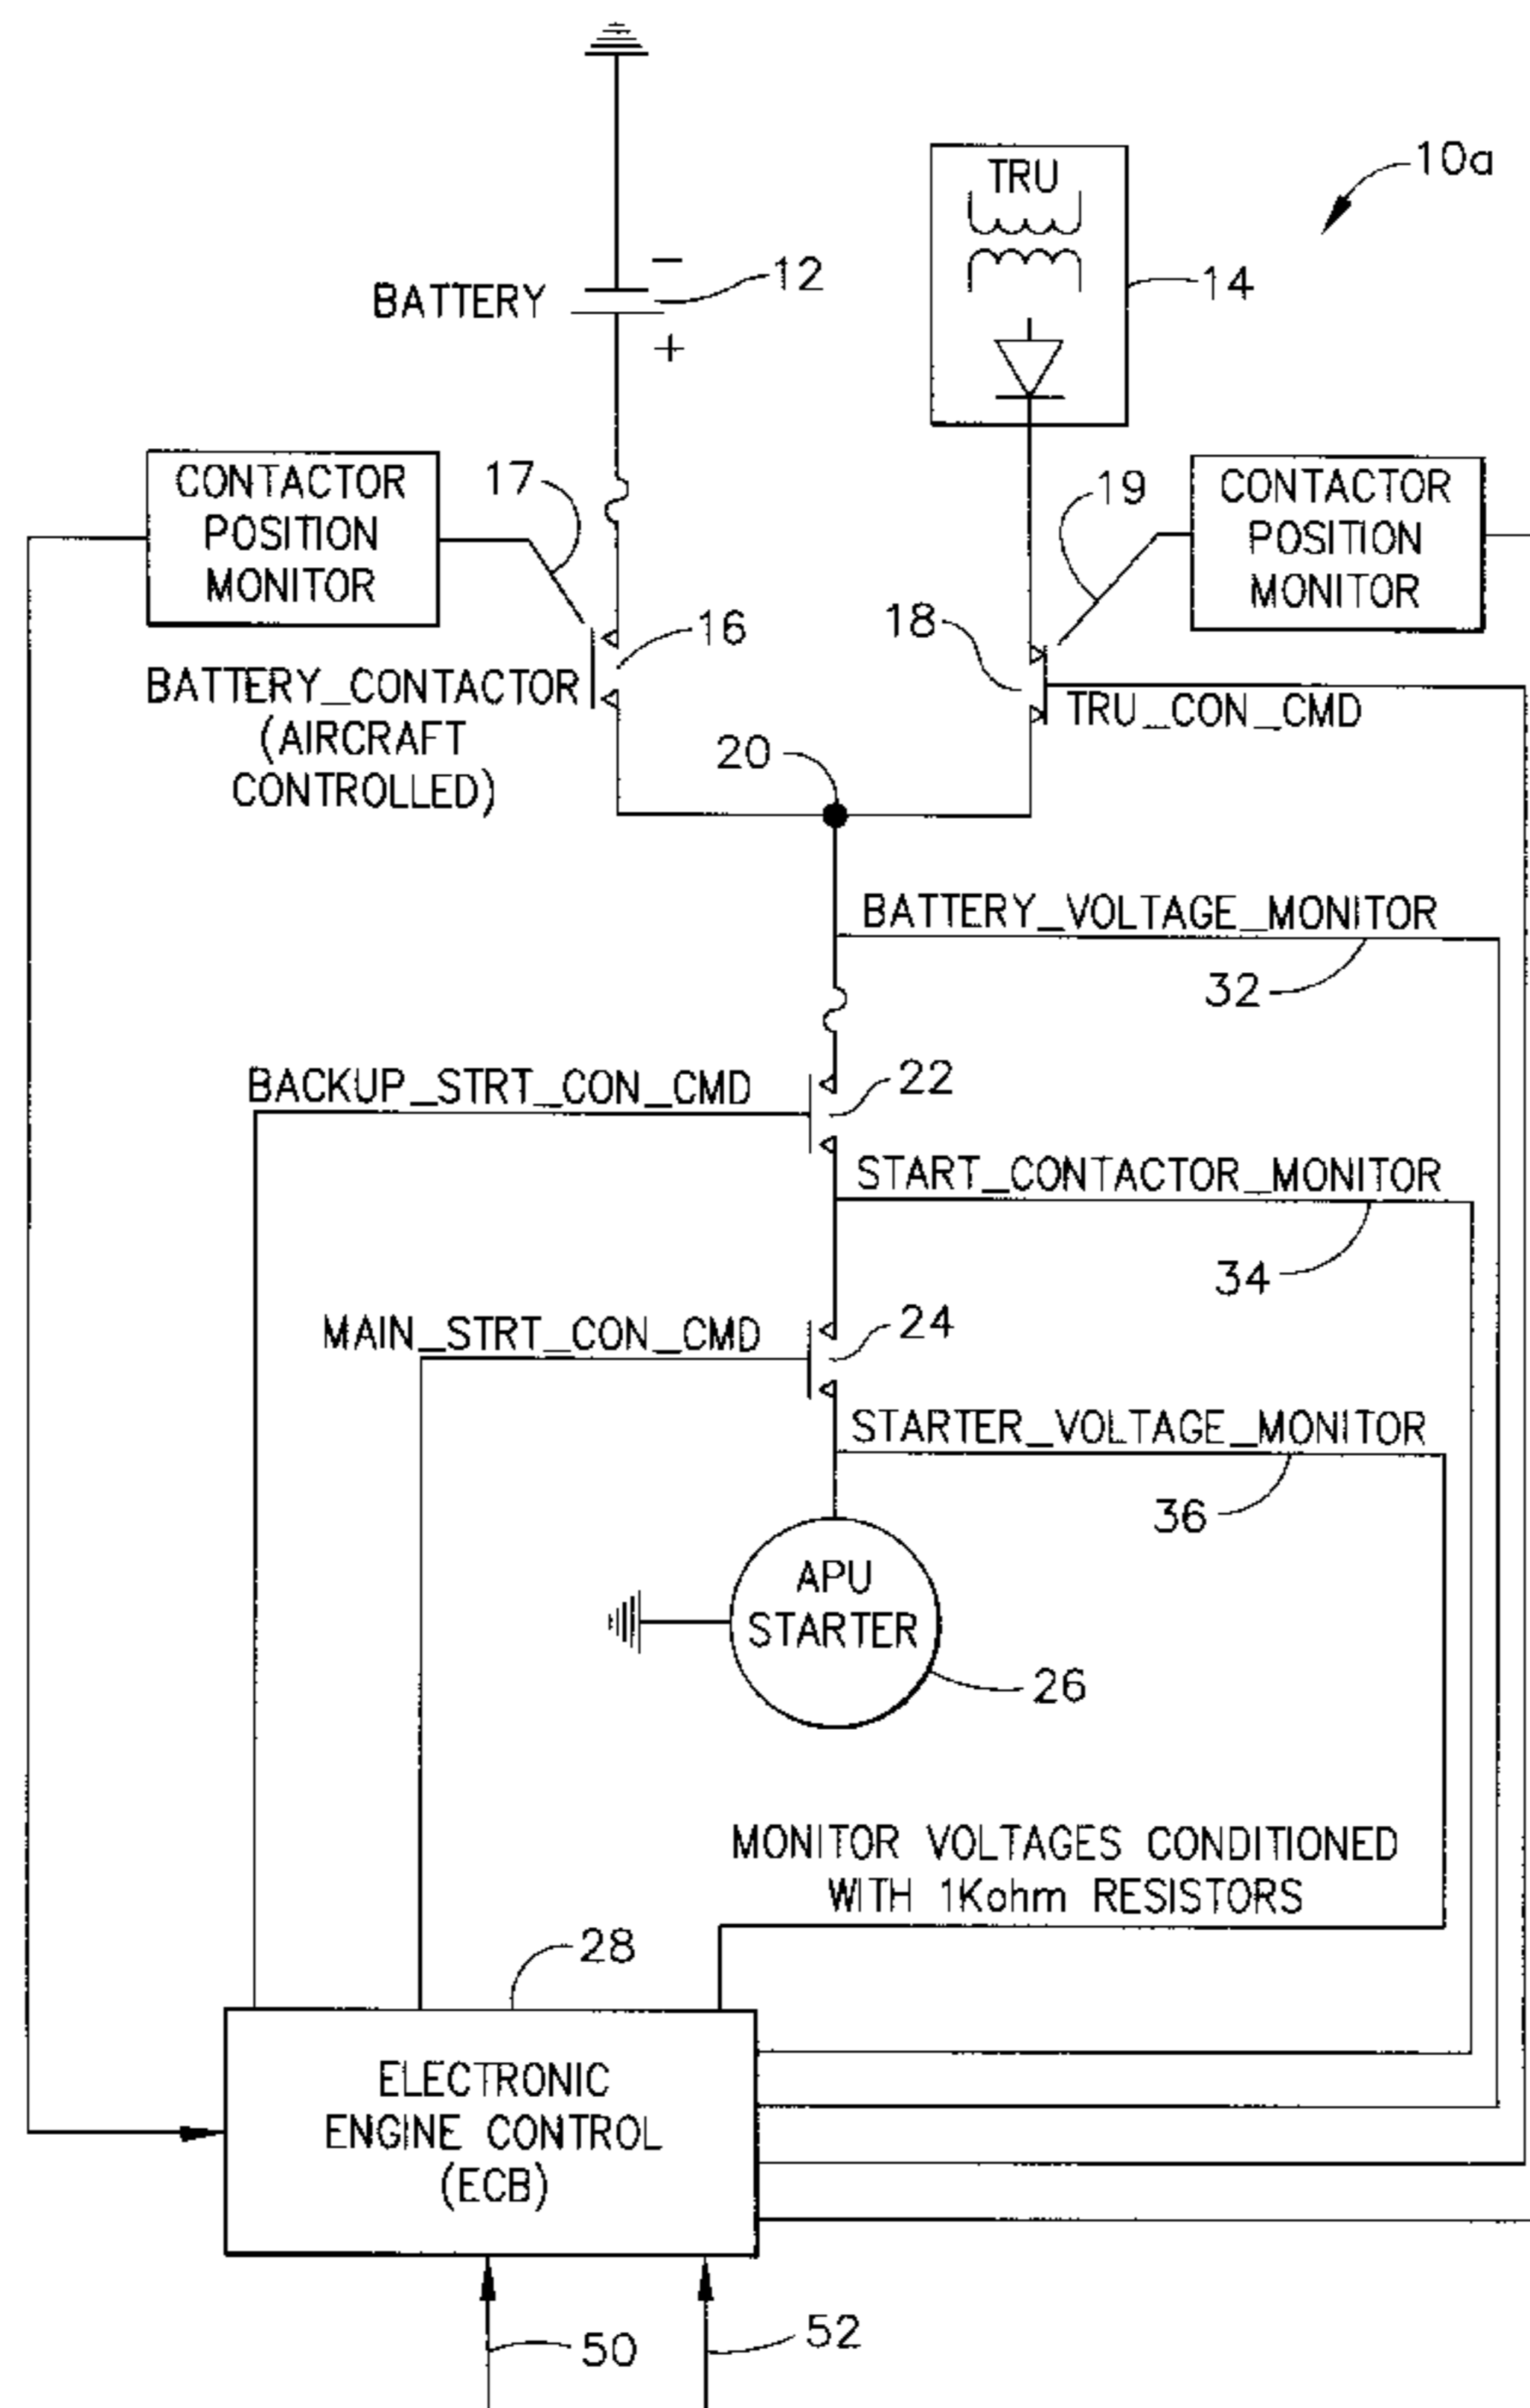 TRU
10a
BATTERY
−
12
+
14
CONTACTOR
POSITION
MONITOR
17
19
CONTACTOR
POSITION
MONITOR
16
18
BATTERY_CONTACTOR
(AIRCRAFT
CONTROLLED)
TRU_CON_CMD
20
BATTERY_VOLTAGE_MONITOR
32
BACKUP_STRT_CON_CMD
22
START_CONTACTOR_MONITOR
34
MAIN_STRT_CON_CMD
24
STARTER_VOLTAGE_MONITOR
36
APU
STARTER
26
MONITOR VOLTAGES CONDITIONED
WITH 1Kohm RESISTORS
28
ELECTRONIC
ENGINE CONTROL
(ECB)
50
52